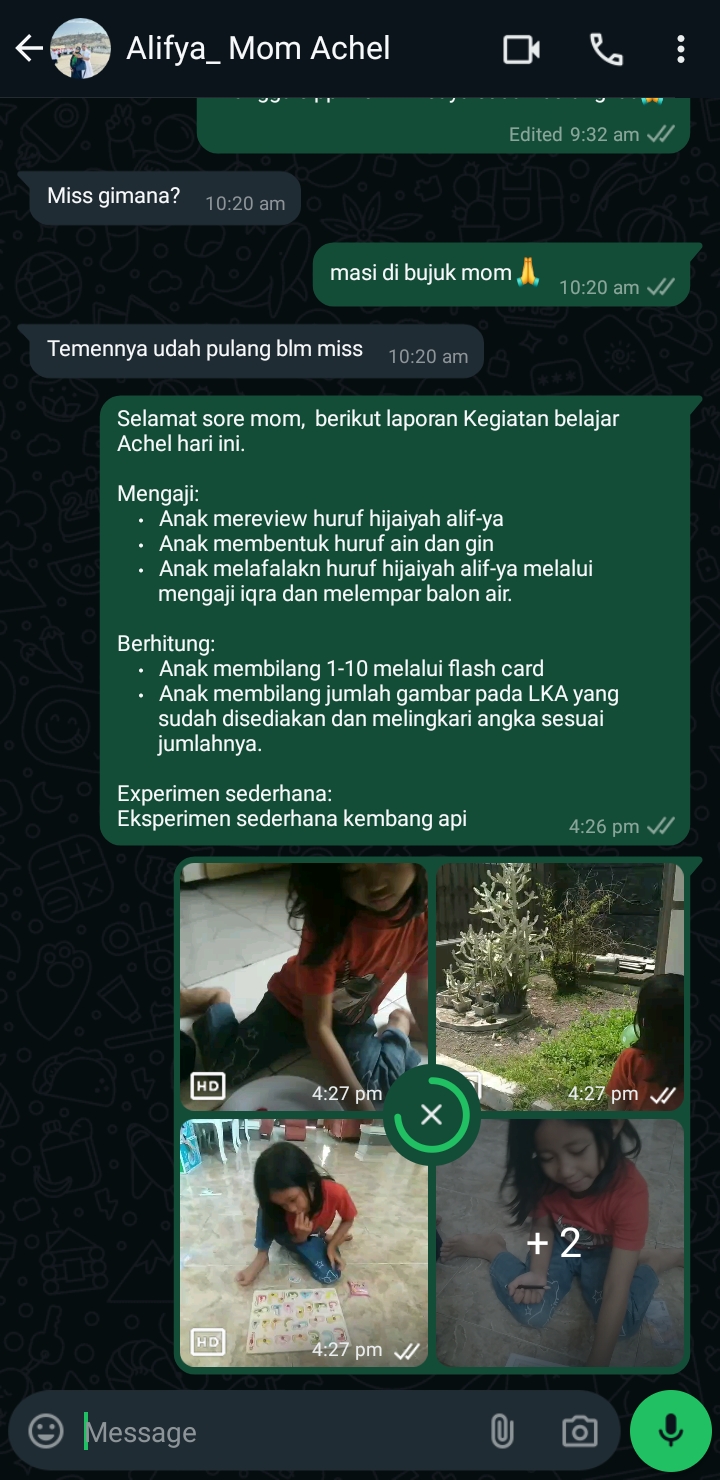 Alifya_ Mom Achel
Edited 9:32 am
Miss gimana?
10:20 am
masi di bujuk mom🙏
10:20 am
Temennya udah pulang blm miss
10:20 am
Selamat sore mom,  berikut laporan Kegiatan belajar
Achel hari ini.
Mengaji:
• Anak mereview huruf hijaiyah alif-ya
• Anak membentuk huruf ain dan gin
• Anak melafalakn huruf hijaiyah alif-ya melalui
mengaji iqra dan melempar balon air.
Berhitung:
• Anak membilang 1-10 melalui flash card
• Anak membilang jumlah gambar pada LKA yang
sudah disediakan dan melingkari angka sesuai
jumlahnya.
Experimen sederhana:
Eksperimen sederhana kembang api
4:26 pm
HD
4:27 pm
4:27 pm
HD
4:27 pm
+ 2
Message